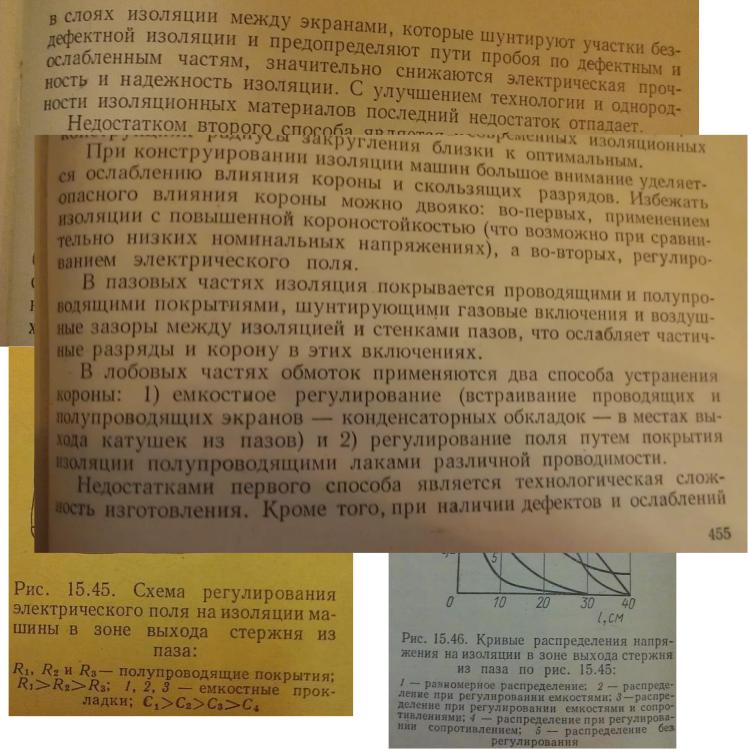 в слоях изоляции между экранами, которые шунтируют участки без-
дефектной изоляции и предопределяют пути пробоя по дефектным и
ослабленным частям, значительно снижаются электрическая проч-
ность и надежность изоляции. С улучшением технологии и однород-
ности изоляционных материалов последний недостаток отпадает.
Недостатком второго способа является
современных изоляционных
конструкций радиусы закругления близки к оптимальным.
При конструировании изоляции машин большое внимание уделяет-
ся ослаблению влияния короны и скользящих разрядов. Избежать
опасного влияния короны можно двояко: во-первых, применением
изоляции с повышенной короностойкостью (что возможно при сравни-
тельно низких номинальных напряжениях), а во-вторых, регулиро-
ванием электрического поля.
В пазовых частях изоляция покрывается проводящими и полупро-
водящими покрытиями, шунтирующими газовые включения и воздуш-
ные зазоры между изоляцией и стенками пазов, что ослабляет частич-
ные разряды и корону в этих включениях.
В лобовых частях обмоток применяются два способа устранения
короны: 1) емкостное регулирование (встраивание проводящих и
полупроводящих экранов — конденсаторных обкладок — в местах вы-
хода катушек из пазов) и 2) регулирование поля путем покрытия
изоляции полупроводящими лаками различной проводимости.
Недостатками первого способа является технологическая слож-
ность изготовления. Кроме того, при наличии дефектов и ослаблений
455
Рис. 15.45. Схема регулирования
электрического поля на изоляции ма-
шины в зоне выхода стержня из
паза:
R₁, R₂ и R₃ — полупроводящие покрытия;
R₁>R₂>R₃; 1, 2, 3 — емкостные прок-
ладки; C₁>C₂>C₃>C₄
5
0 10 20 30 40
l, см
Рис. 15.46. Кривые распределения напря-
жения на изоляции в зоне выхода стержня
из паза по рис. 15.45:
1 — равномерное распределение; 2 — распреде-
ление при регулировании емкостями; 3 — распре-
деление при регулировании емкостями и сопро-
тивлениями; 4 — распределение при регулирова-
нии сопротивлением; 5 — распределение без
регулирования